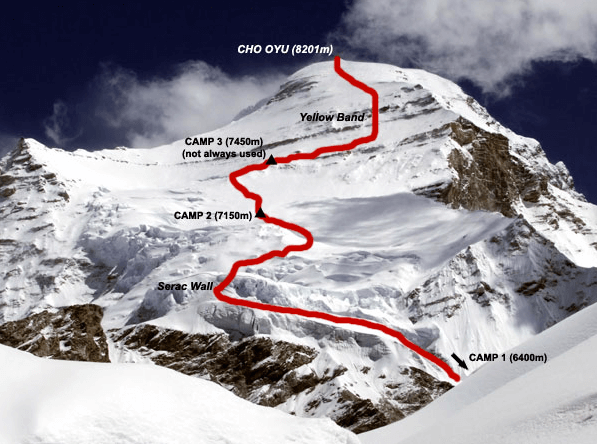 CHO OYU (8201m)
Yellow Band
CAMP 3 (7450m)
(not always used)
CAMP 2 (7150m)
Serac Wall
CAMP 1 (6400m)